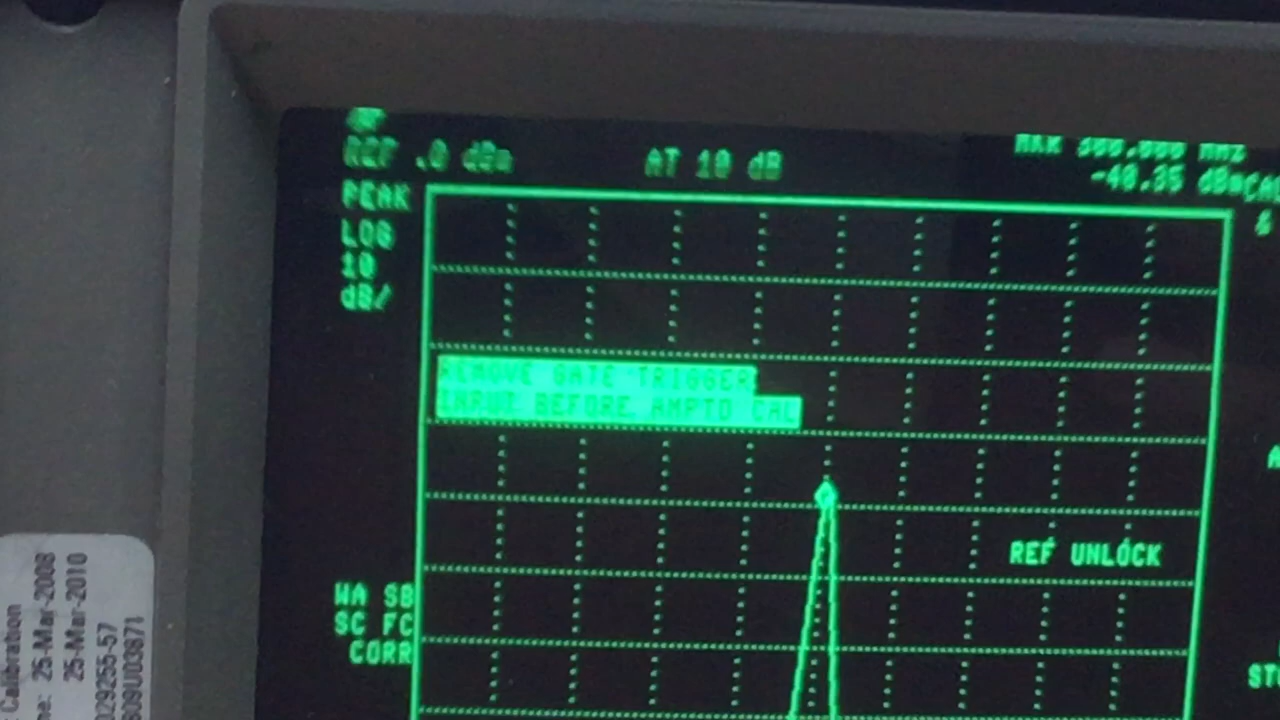 REF .0 dBm
AT 10 dB
MKR 300.000 MHz
-40.35 dBm
PEAK
LOG
10
dB/
REMOVE GATE TRIGGER
INPUT BEFORE AMPTD CAL
REF UNLOCK
WA SB
SC FC
CORR
Calibration
25-Mar-2008
25-Mar-2010